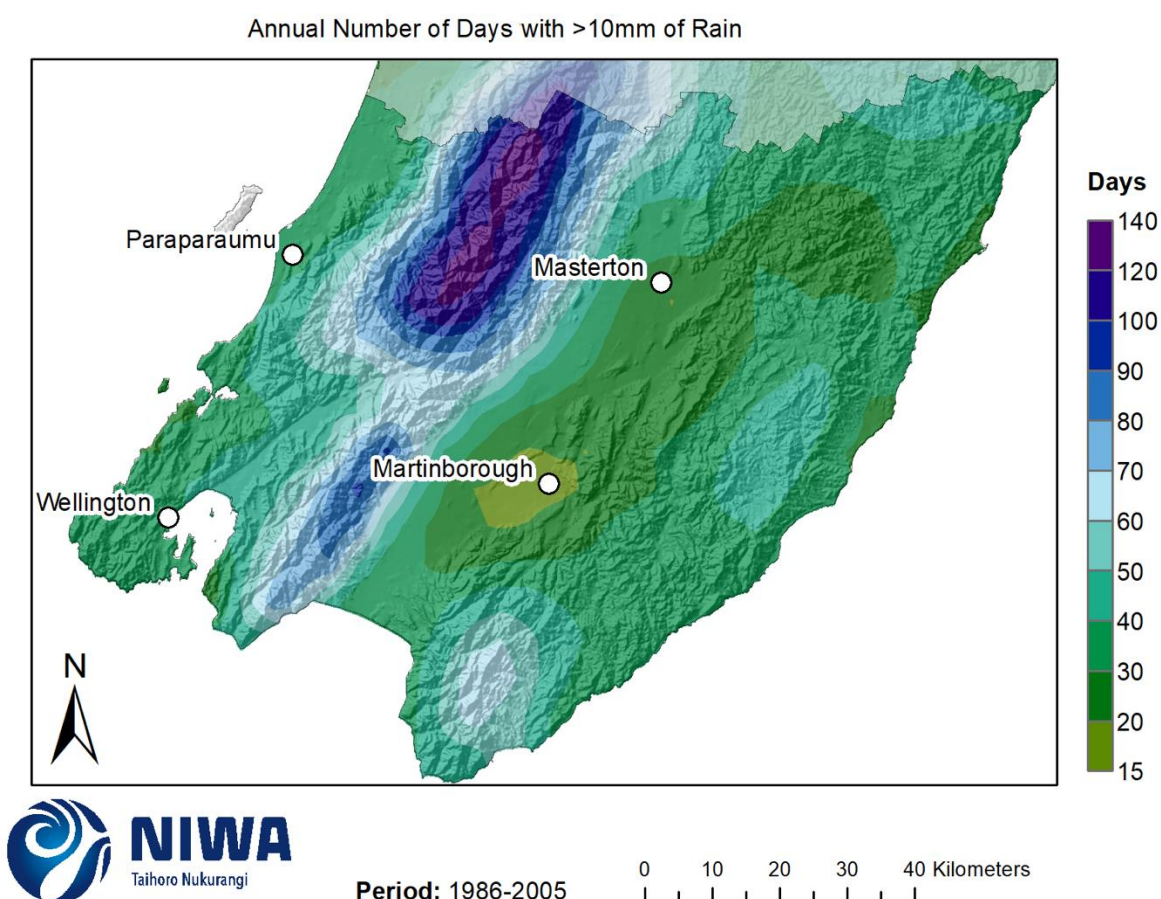 Annual Number of Days with >10mm of Rain
Days
140
120
100
90
80
70
60
50
40
30
20
15
Paraparaumu
Masterton
Martinborough
Wellington
N
NIWA
Taihoro Nukurangi
Period: 1986-2005
0 10 20 30 40 Kilometers